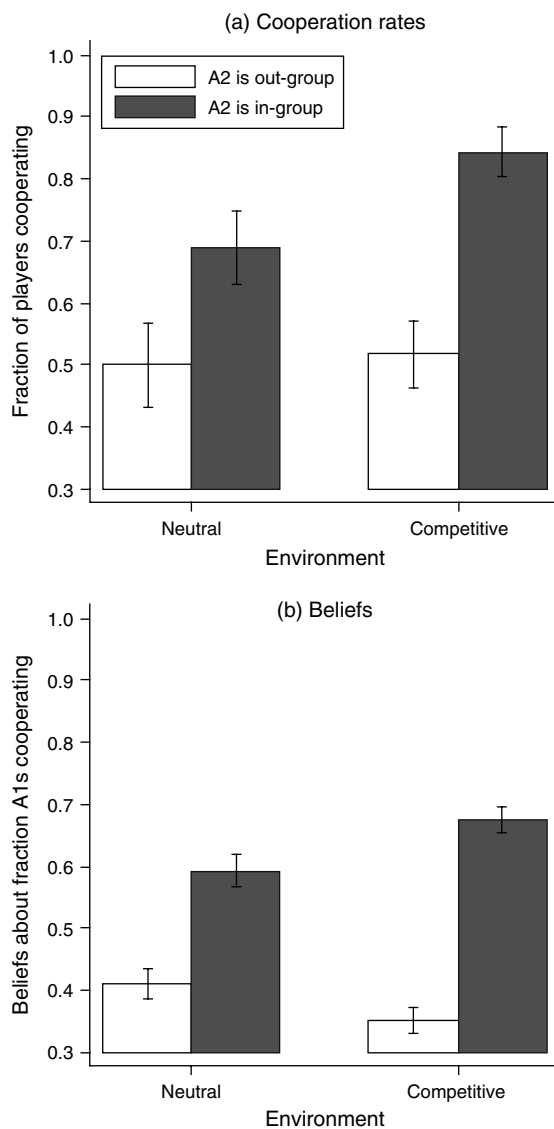 (a) Cooperation rates
A2 is out-group
A2 is in-group
Fraction of players cooperating
1.0
0.9
0.8
0.7
0.6
0.5
0.4
0.3
Neutral
Competitive
Environment
(b) Beliefs
Beliefs about fraction A1s cooperating
1.0
0.9
0.8
0.7
0.6
0.5
0.4
0.3
Neutral
Competitive
Environment